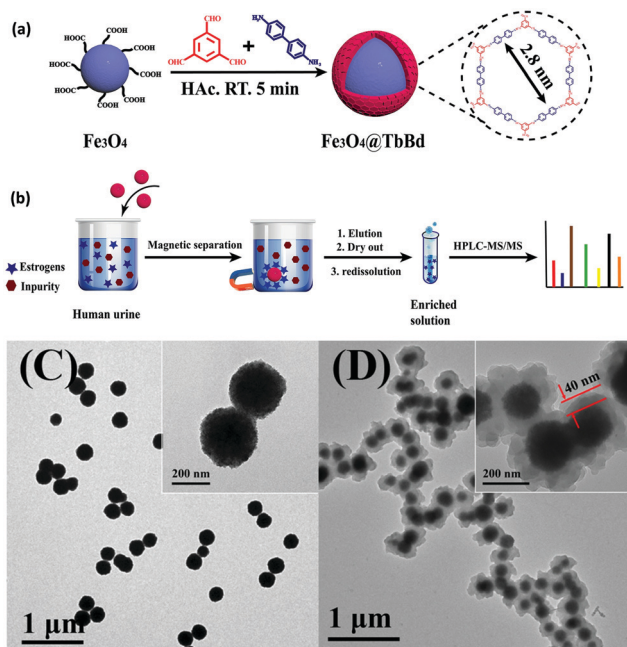 (a)
HOOC
COOH
COOH
HOOC
COOH
HOOC
COOH
HOOC
COOH
Fe₃O₄
CHO
OHC
CHO
+
H₂N
NH₂
HAc. RT. 5 min
Fe₃O₄@TbBd
2.8 nm
(b)
Estrogens
Inpurity
Human urine
Magnetic separation
1. Elution
2. Dry out
3. redissolution
Enriched
solution
HPLC-MS/MS
(C)
200 nm
1 μm
(D)
40 nm
200 nm
1 μm